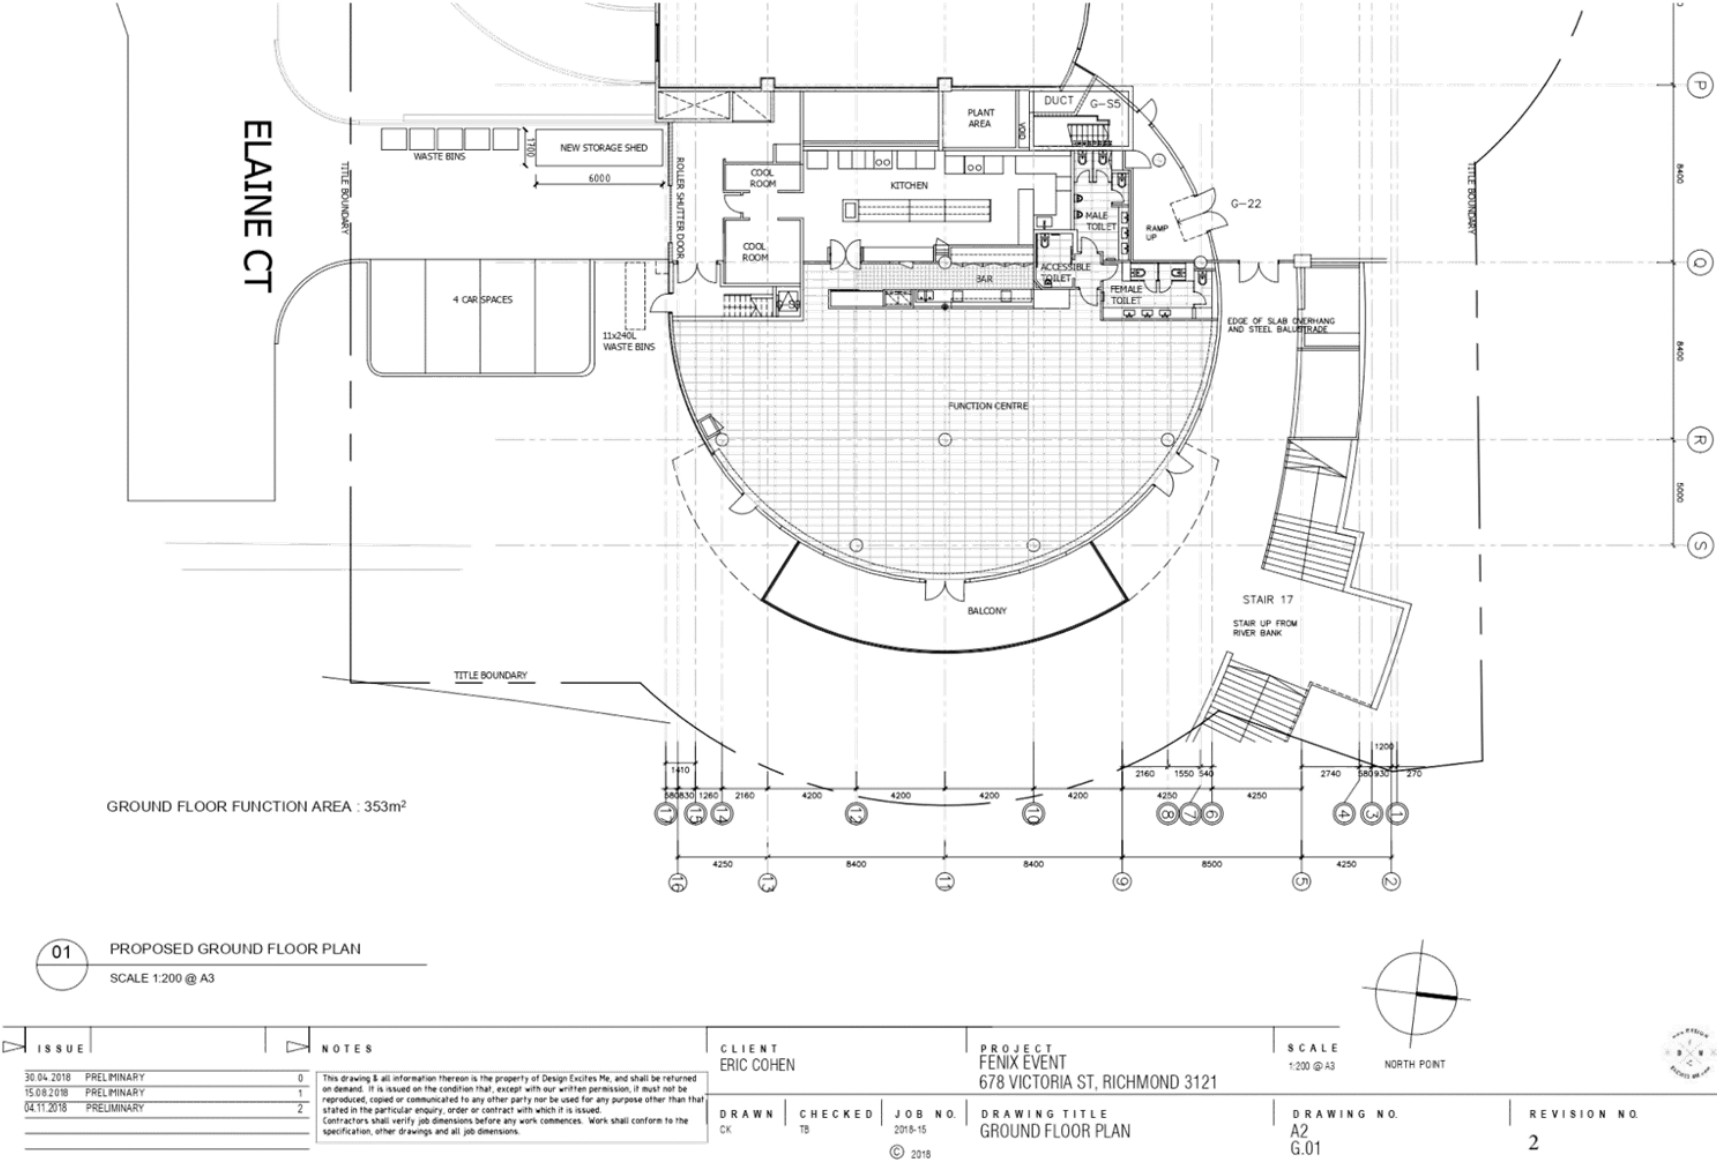 P
DUCT
G-S5
PLANT
AREA
VOID
ELAINE CT
WASTE BINS
1700
NEW STORAGE SHED
6000
TITLE BOUNDARY
ROLLER SHUTTER DOOR
COOL
ROOM
KITCHEN
8400
TITLE BOUNDARY
G-22
MALE
TOILET
RAMP
UP
COOL
ROOM
Q
ACCESSIBLE
TOILET
BAR
FEMALE
TOILET
4 CAR SPACES
11x240L
WASTE BINS
EDGE OF SLAB OVERHANG
AND STEEL BALUSTRADE
8400
FUNCTION CENTRE
R
5000
S
STAIR 17
BALCONY
STAIR UP FROM
RIVER BANK
TITLE BOUNDARY
1200
1410
2160 1550 540 2740 580 930 270
580 830 1260 2160 4200 4200 4200 4200 4250 4250
GROUND FLOOR FUNCTION AREA : 353m²
17 15 14 12 10 8 7 6 4 3 1
4250 8400 8400 8500 4250
16 13 11 9 5 2
01
PROPOSED GROUND FLOOR PLAN
SCALE 1:200 @ A3
NORTH POINT
ISSUE
30.04.2018 PRELIMINARY 0
15.08.2018 PRELIMINARY 1
04.11.2018 PRELIMINARY 2
NOTES
This drawing & all information thereon is the property of Design Excites Me, and shall be returned
on demand. It is issued on the condition that, except with our written permission, it must not be
reproduced, copied or communicated to any other party nor be used for any purpose other than that
stated in the particular enquiry, order or contract with which it is issued.
Contractors shall verify job dimensions before any work commences. Work shall conform to the
specification, other drawings and all job dimensions.
CLIENT
ERIC COHEN
PROJECT
FENIX EVENT
678 VICTORIA ST, RICHMOND 3121
SCALE
1:200 @ A3
DRAWN
CK
CHECKED
TB
JOB NO.
2018-15
© 2018
DRAWING TITLE
GROUND FLOOR PLAN
DRAWING NO.
A2
G.01
REVISION NO.
2